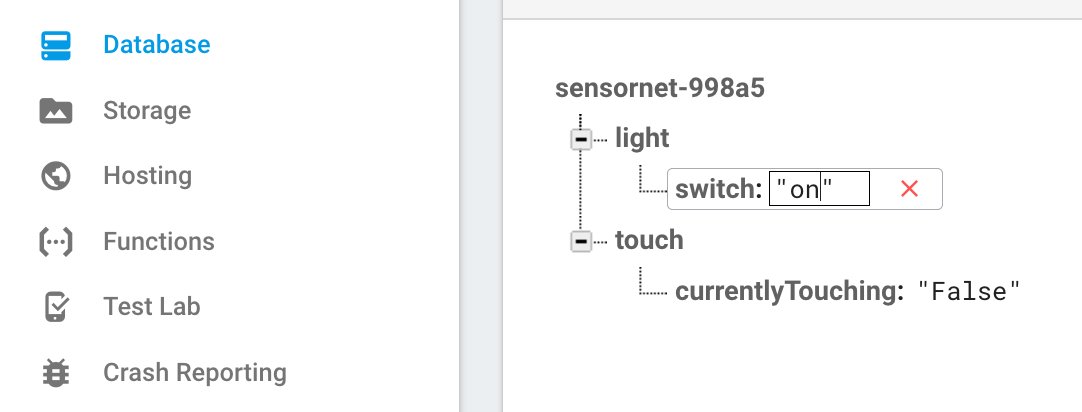 Database
Storage
Hosting
Functions
Test Lab
Crash Reporting
sensornet-998a5
light
switch: "on"
touch
currentlyTouching: "False"